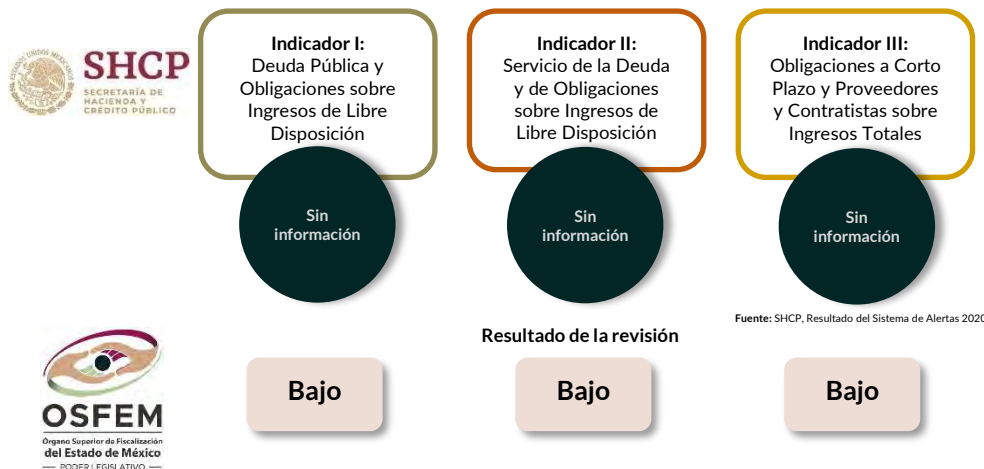 ESTADOS UNIDOS MEXICANOS
SHCP
SECRETARÍA DE
HACIENDA Y
CRÉDITO PÚBLICO
Indicador I:
Deuda Pública y
Obligaciones sobre
Ingresos de Libre
Disposición
Indicador II:
Servicio de la Deuda
y de Obligaciones
sobre Ingresos de
Libre Disposición
Indicador III:
Obligaciones a Corto
Plazo y Proveedores
y Contratistas sobre
Ingresos Totales
Sin
información
Sin
información
Sin
información
Fuente: SHCP, Resultado del Sistema de Alertas 2020
Resultado de la revisión
OSFEM
Órgano Superior de Fiscalización
del Estado de México
PODER LEGISLATIVO
Bajo
Bajo
Bajo